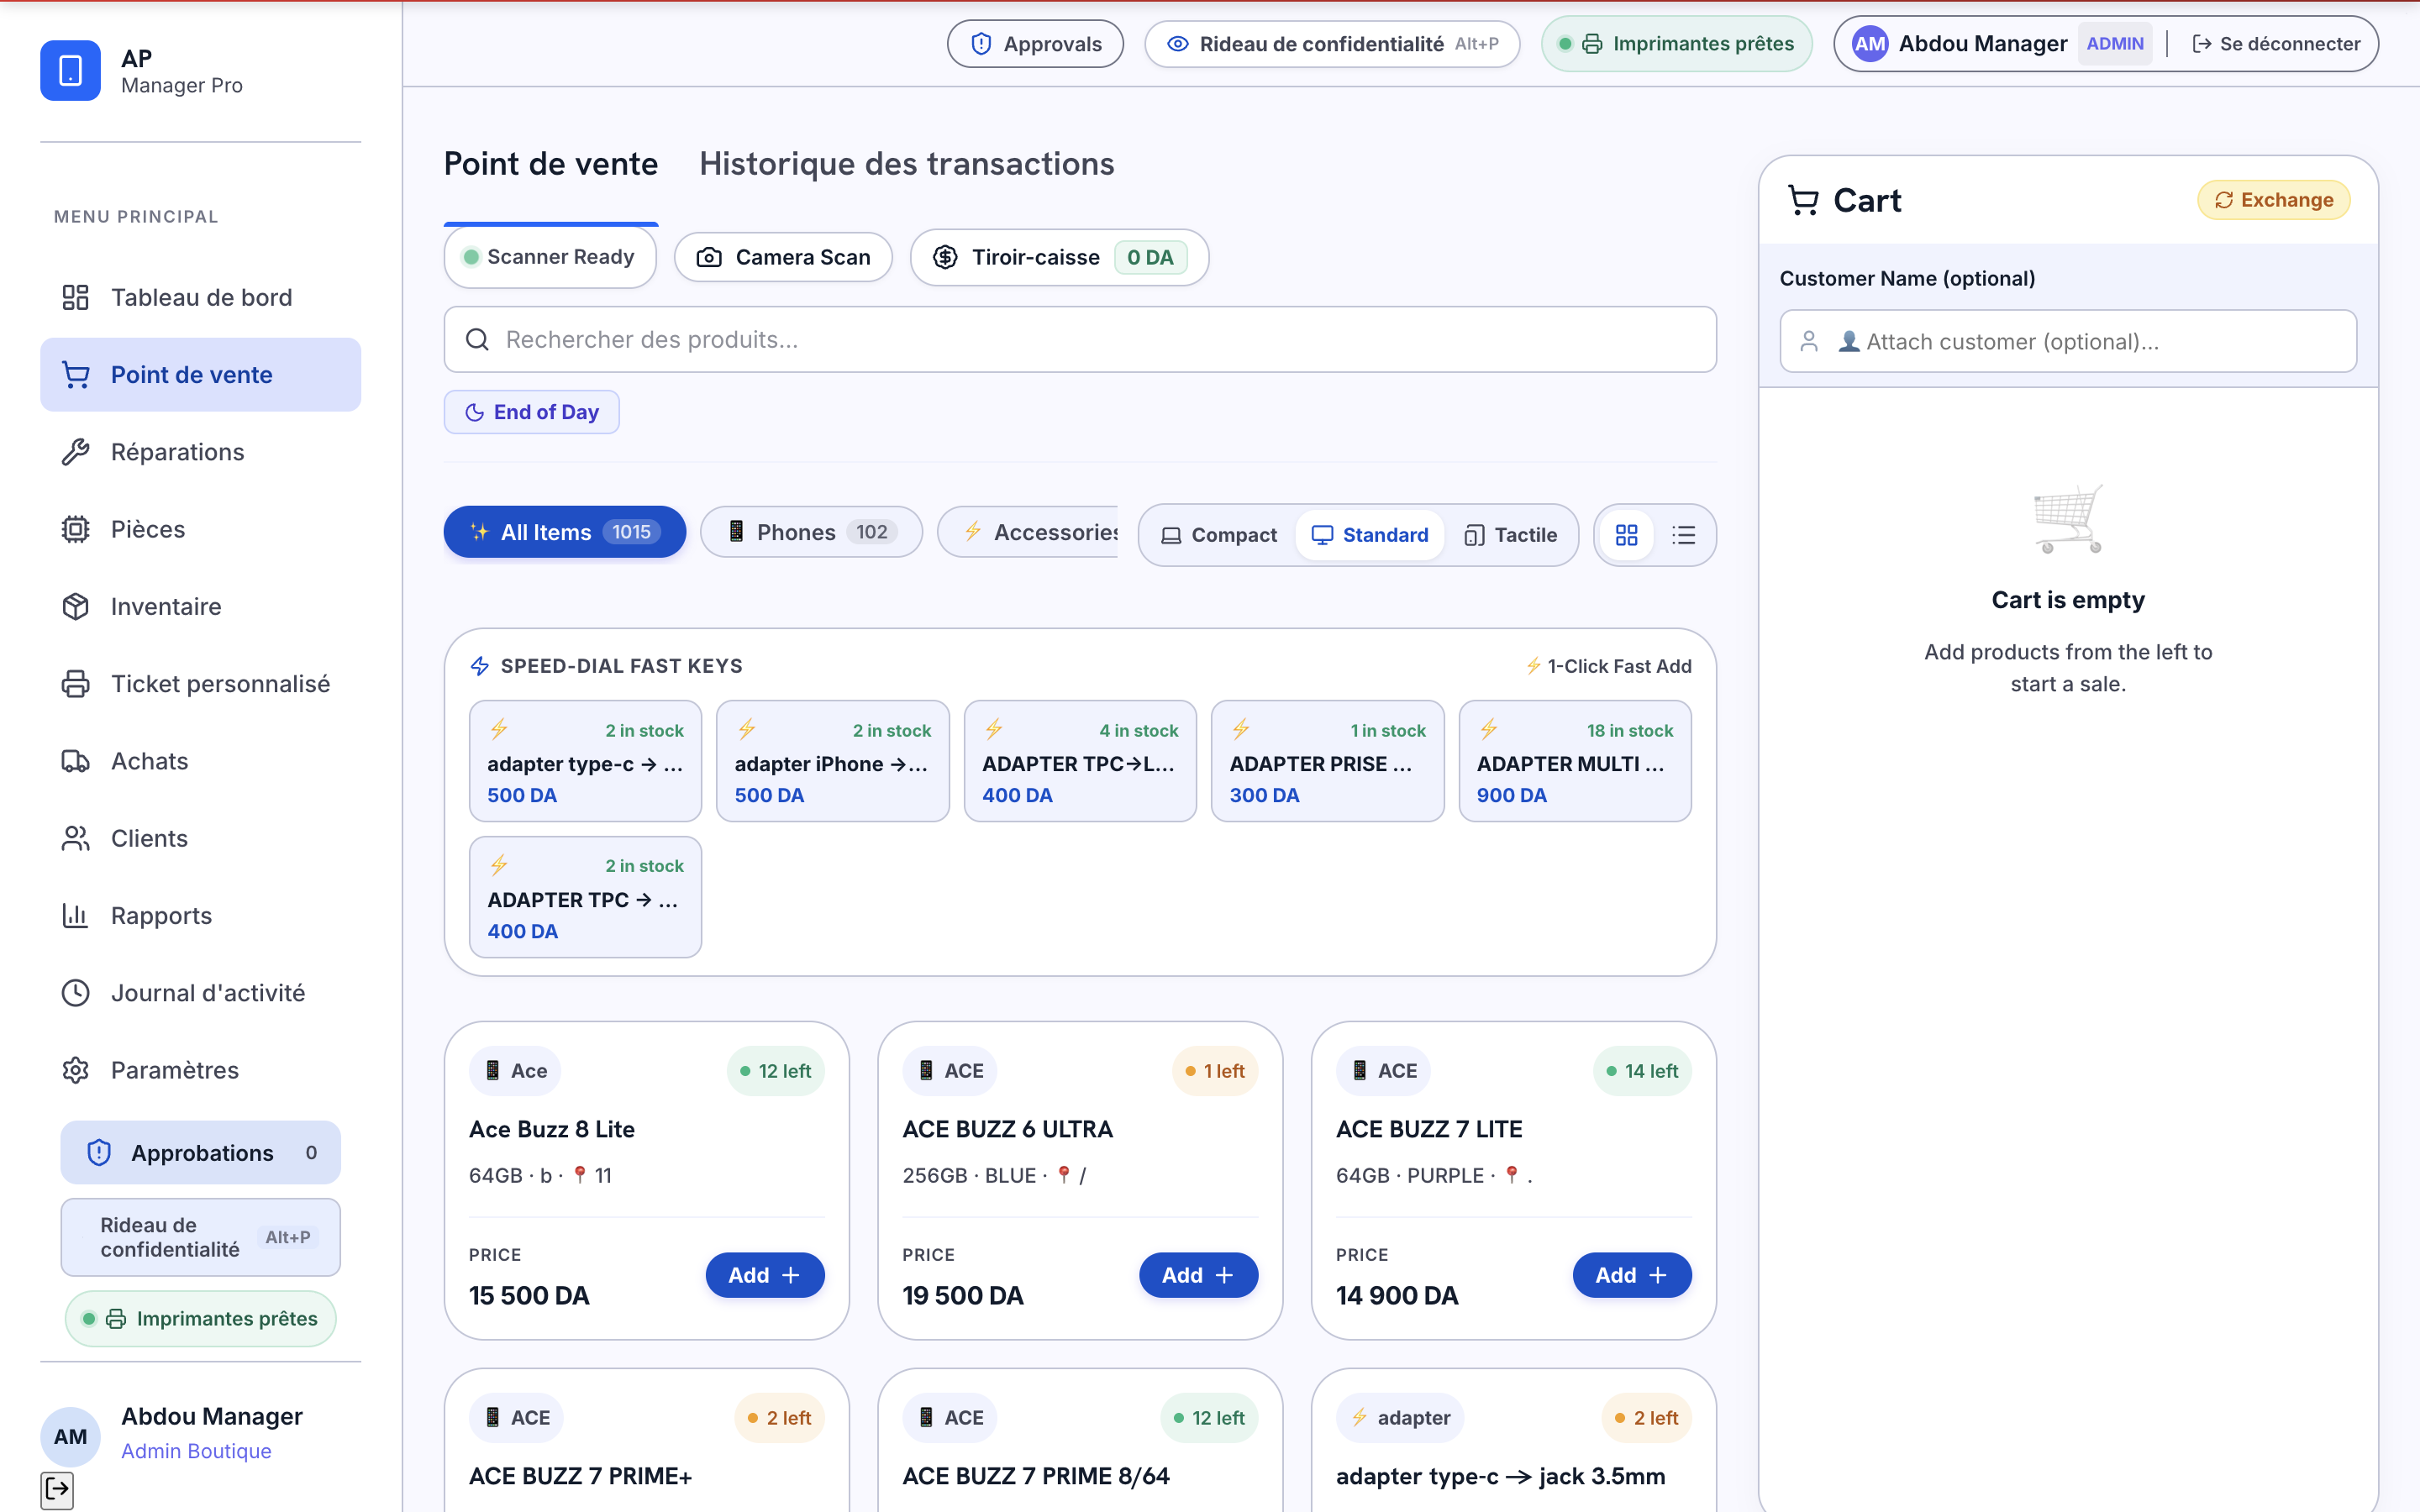 AP
Manager Pro
MENU PRINCIPAL
Tableau de bord
Point de vente
Réparations
Pièces
Inventaire
Ticket personnalisé
Achats
Clients
Rapports
Journal d'activité
Paramètres
Approbations 0
Rideau de
confidentialité Alt+P
Imprimantes prêtes
AM
Abdou Manager
Admin Boutique
Approvals
Rideau de confidentialité Alt+P
Imprimantes prêtes
AM Abdou Manager ADMIN
Se déconnecter
Point de vente
Historique des transactions
Scanner Ready
Camera Scan
Tiroir-caisse 0 DA
Rechercher des produits...
End of Day
All Items 1015
Phones 102
Accessories
Compact
Standard
Tactile
SPEED-DIAL FAST KEYS
1-Click Fast Add
2 in stock
adapter type-c → ...
500 DA
2 in stock
adapter iPhone →...
500 DA
4 in stock
ADAPTER TPC→L...
400 DA
1 in stock
ADAPTER PRISE ...
300 DA
18 in stock
ADAPTER MULTI ...
900 DA
2 in stock
ADAPTER TPC → ...
400 DA
Ace
12 left
Ace Buzz 8 Lite
64GB · b · 📍 11
PRICE
15 500 DA
Add +
ACE
1 left
ACE BUZZ 6 ULTRA
256GB · BLUE · 📍 /
PRICE
19 500 DA
Add +
ACE
14 left
ACE BUZZ 7 LITE
64GB · PURPLE · 📍 .
PRICE
14 900 DA
Add +
ACE
2 left
ACE BUZZ 7 PRIME+
ACE
12 left
ACE BUZZ 7 PRIME 8/64
adapter
2 left
adapter type-c → jack 3.5mm
Cart
Exchange
Customer Name (optional)
Attach customer (optional)...
Cart is empty
Add products from the left to
start a sale.